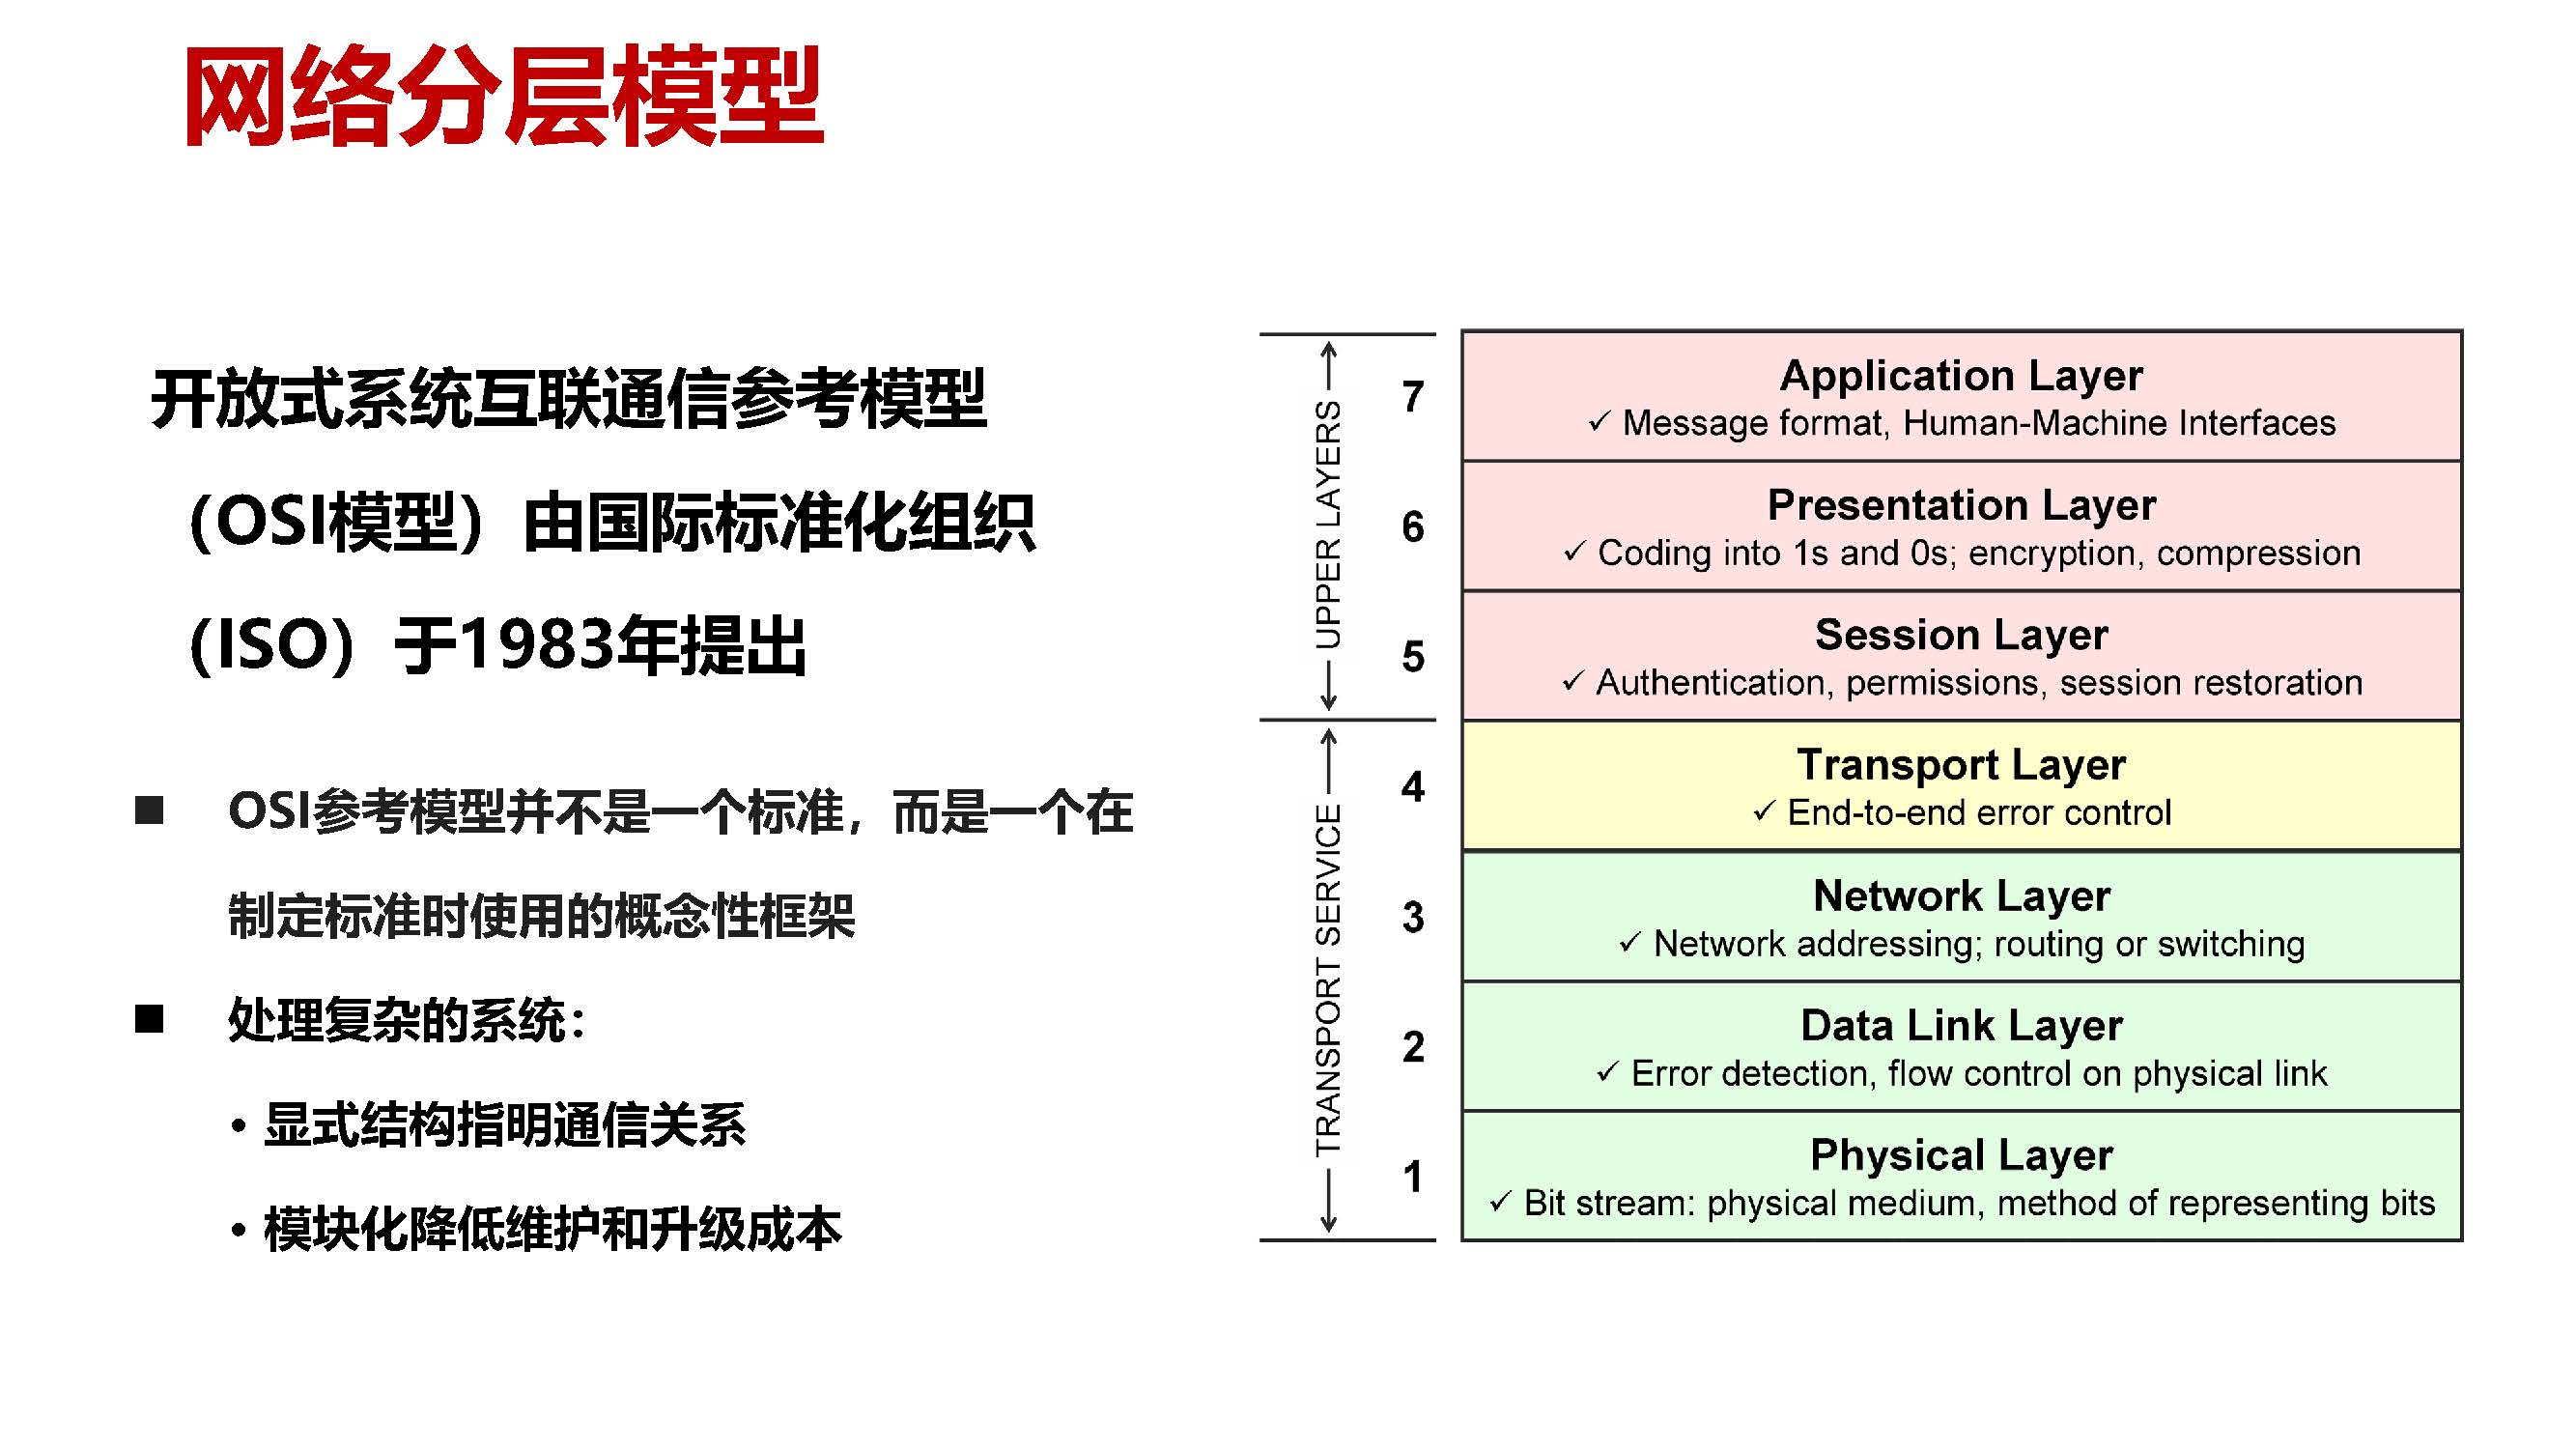 网络分层模型
开放式系统互联通信参考模型
（OSI模型）由国际标准化组织
（ISO）于1983年提出
■ OSI参考模型并不是一个标准，而是一个在
制定标准时使用的概念性框架
■ 处理复杂的系统：
• 显式结构指明通信关系
• 模块化降低维护和升级成本
UPPER LAYERS
TRANSPORT SERVICE
7
Application Layer
✓ Message format, Human-Machine Interfaces
6
Presentation Layer
✓ Coding into 1s and 0s; encryption, compression
5
Session Layer
✓ Authentication, permissions, session restoration
4
Transport Layer
✓ End-to-end error control
3
Network Layer
✓ Network addressing; routing or switching
2
Data Link Layer
✓ Error detection, flow control on physical link
1
Physical Layer
✓ Bit stream: physical medium, method of representing bits